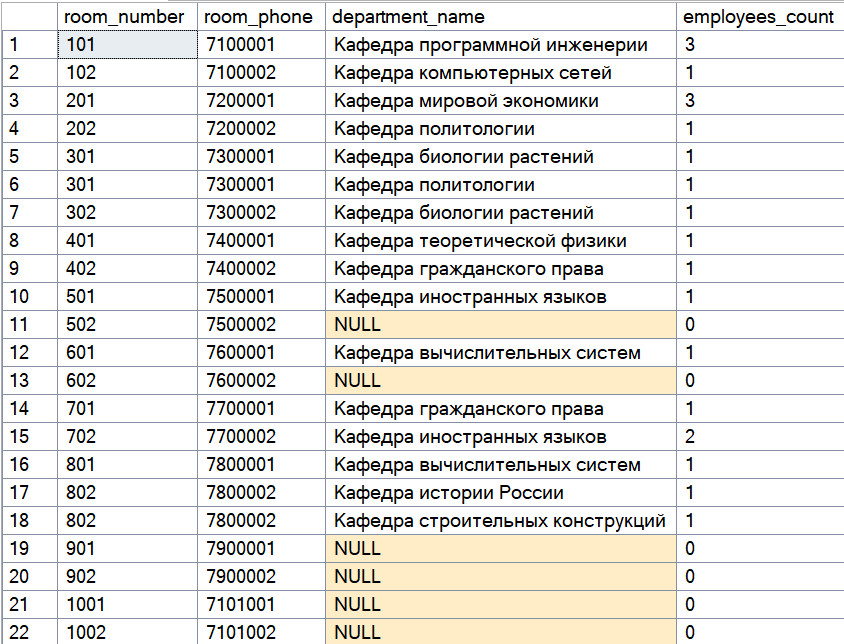 room_number room_phone department_name employees_count
1 101 7100001 Кафедра программной инженерии 3
2 102 7100002 Кафедра компьютерных сетей 1
3 201 7200001 Кафедра мировой экономики 3
4 202 7200002 Кафедра политологии 1
5 301 7300001 Кафедра биологии растений 1
6 301 7300001 Кафедра политологии 1
7 302 7300002 Кафедра биологии растений 1
8 401 7400001 Кафедра теоретической физики 1
9 402 7400002 Кафедра гражданского права 1
10 501 7500001 Кафедра иностранных языков 1
11 502 7500002 NULL 0
12 601 7600001 Кафедра вычислительных систем 1
13 602 7600002 NULL 0
14 701 7700001 Кафедра гражданского права 1
15 702 7700002 Кафедра иностранных языков 2
16 801 7800001 Кафедра вычислительных систем 1
17 802 7800002 Кафедра истории России 1
18 802 7800002 Кафедра строительных конструкций 1
19 901 7900001 NULL 0
20 902 7900002 NULL 0
21 1001 7101001 NULL 0
22 1002 7101002 NULL 0